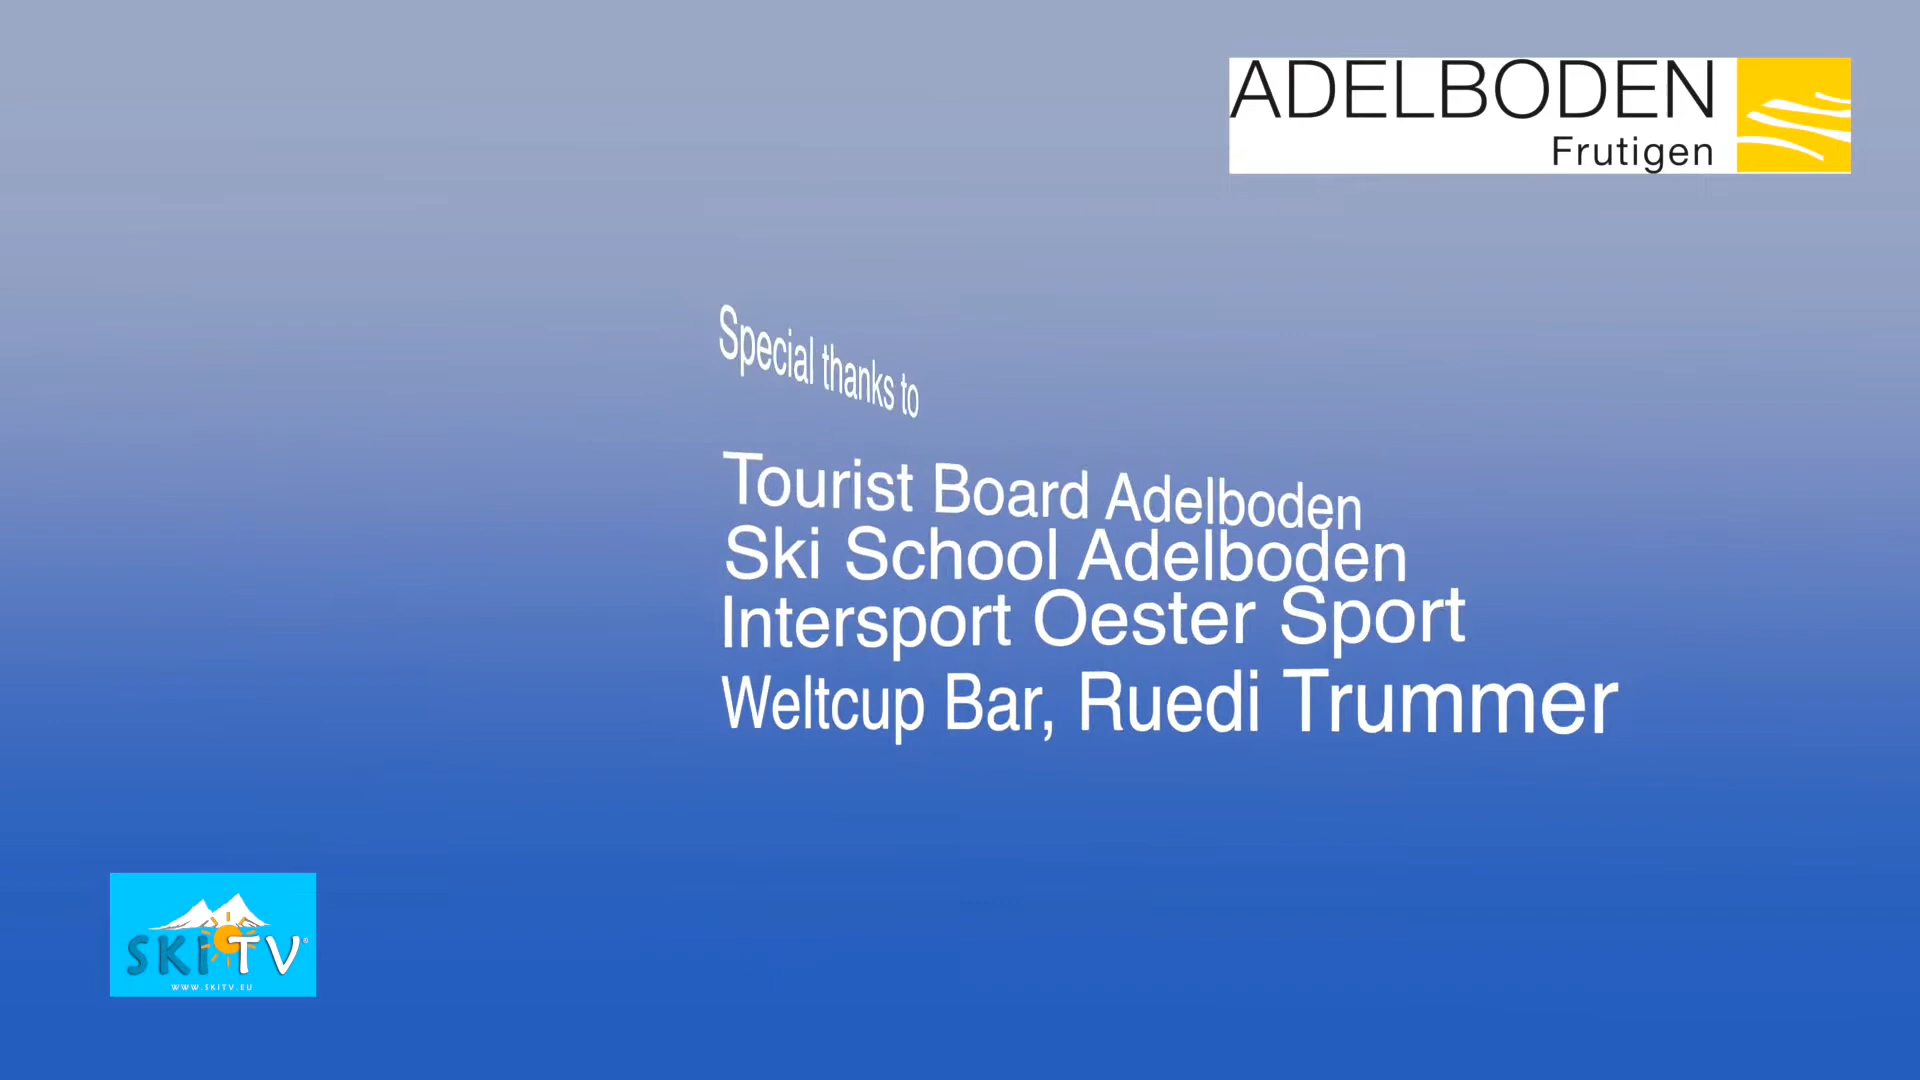 ADELBODEN
Frutigen
Special thanks to
Tourist Board Adelboden
Ski School Adelboden
Intersport Oester Sport
Weltcup Bar, Ruedi Trummer
SKi TV®
WWW.SKITV.EU